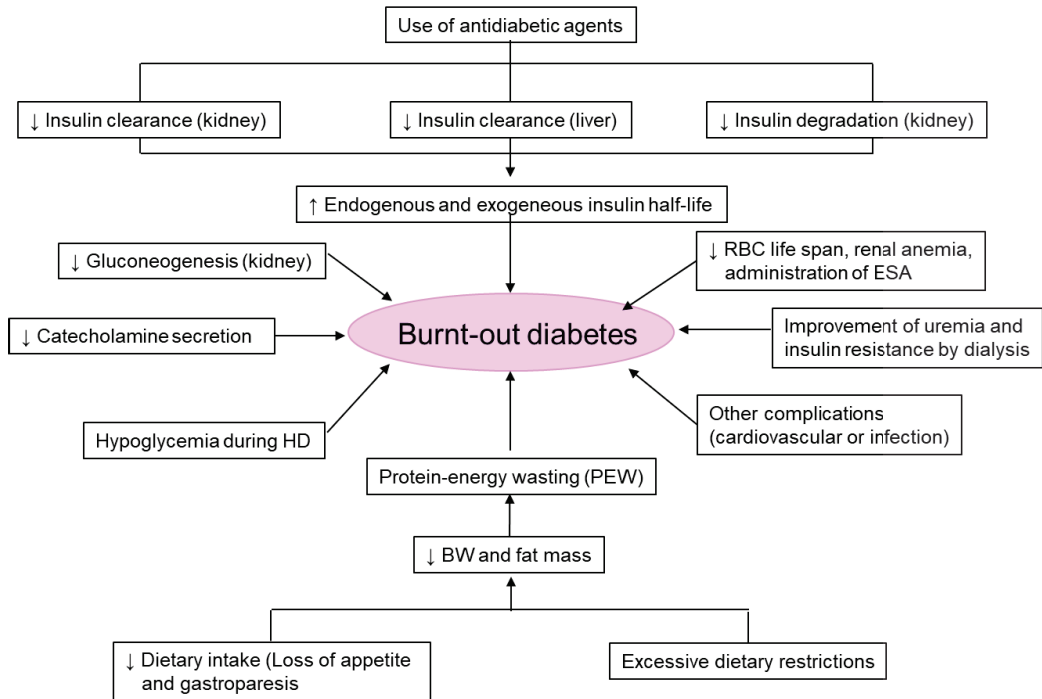 Use of antidiabetic agents
↓ Insulin clearance (kidney)
↓ Insulin clearance (liver)
↓ Insulin degradation (kidney)
↑ Endogenous and exogeneous insulin half-life
↓ Gluconeogenesis (kidney)
↓ RBC life span, renal anemia,
administration of ESA
↓ Catecholamine secretion
Burnt-out diabetes
Improvement of uremia and
insulin resistance by dialysis
Hypoglycemia during HD
Other complications
(cardiovascular or infection)
Protein-energy wasting (PEW)
↓ BW and fat mass
↓ Dietary intake (Loss of appetite
and gastroparesis
Excessive dietary restrictions